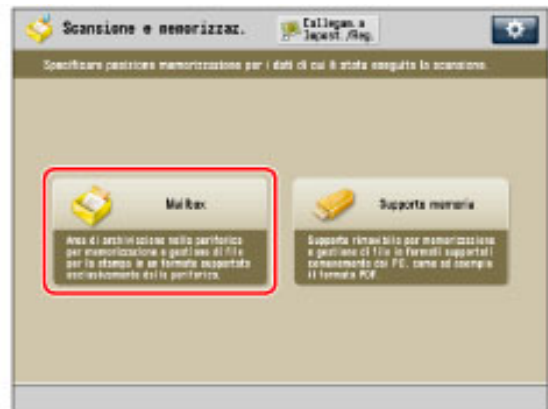 Scansione e memorizzaz.
Collegam. a
Impost./Reg.
Specificare posizione memorizzazione per i dati di cui è stata eseguita la scansione.
Mailbox
Supporto memoria
Area di archiviazione nella periferica
per memorizzazione e gestione di file
per la stampa in un formato supportato
esclusivamente dalla periferica.
Supporto rimovibile per memorizzazione
e gestione di file in formati supportati
comunemente dai PC, come ad esempio
il formato PDF.